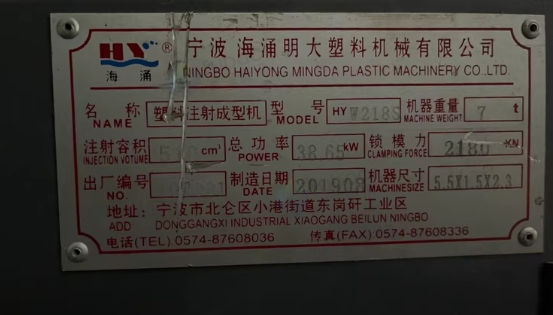 HY® 宁波海涌明大塑料机械有限公司
海涌 NINGBO HAIYONG MINGDA PLASTIC MACHINERY CO.,LTD.
名称 塑料注射成型机 型号 HYW218S 机器重量 7 t
NAME MODEL MACHINE WEIGHT
注射容积 cm³ 总功率 38.65 kW 锁模力 2180 KN
INJECTION VOTUME POWER CLAMPING FORCE
出厂编号 制造日期 201908 机器尺寸 5.5X1.5X2.3
NO. DATE MACHINESIZE
地址: 宁波市北仑区小港街道东岗碶工业区
ADD DONGGANGXI INDUSTRIAL XIAOGANG BEILUN NINGBO
电话(TEL) 0574-87608036 传真(FAX):0574-87608336